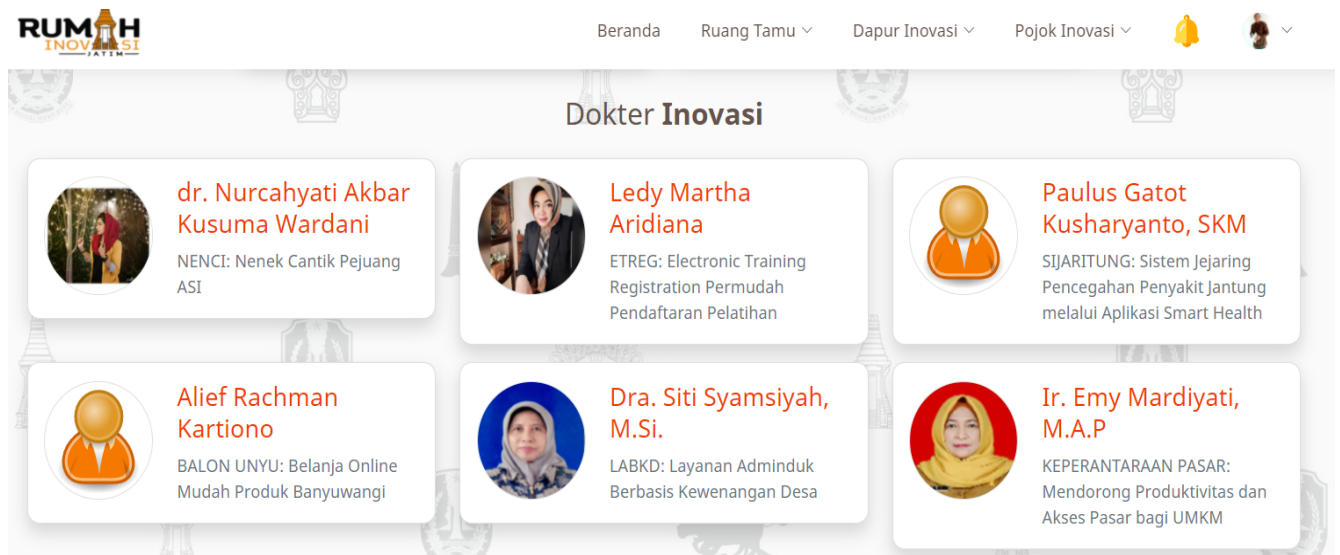 RUMAH
INOVASI
JATIM
Beranda
Ruang Tamu
Dapur Inovasi
Pojok Inovasi
Dokter Inovasi
dr. Nurcahyati Akbar
Kusuma Wardani
NENCI: Nenek Cantik Pejuang
ASI
Ledy Martha
Aridiana
ETREG: Electronic Training
Registration Permudah
Pendaftaran Pelatihan
Paulus Gatot
Kusharyanto, SKM
SIJARITUNG: Sistem Jejaring
Pencegahan Penyakit Jantung
melalui Aplikasi Smart Health
Alief Rachman
Kartiono
BALON UNYU: Belanja Online
Mudah Produk Banyuwangi
Dra. Siti Syamsiyah,
M.Si.
LABKD: Layanan Adminduk
Berbasis Kewenangan Desa
Ir. Emy Mardiyati,
M.A.P
KEPERANTARAAN PASAR:
Mendorong Produktivitas dan
Akses Pasar bagi UMKM